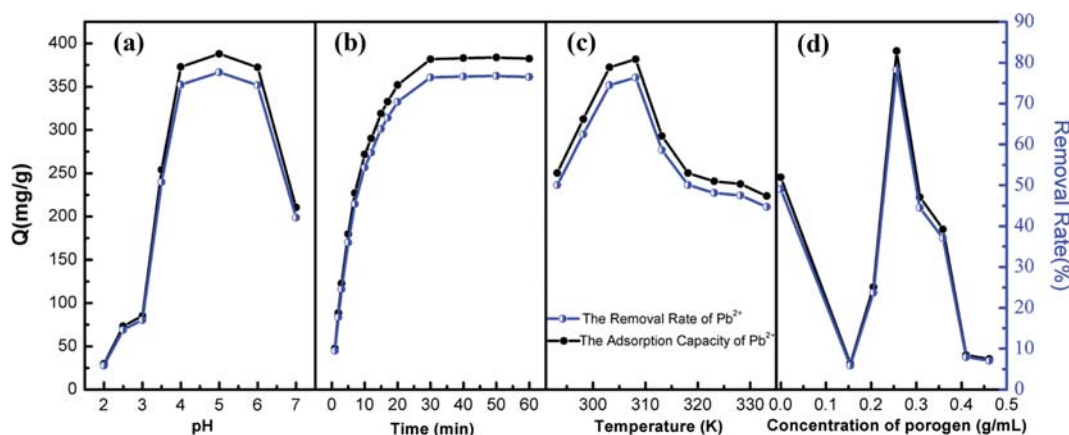 (a) (b) (c) (d)
Q(mg/g)
400
350
300
250
200
150
100
50
0
2 3 4 5 6 7
pH
0 10 20 30 40 50 60
Time (min)
300 310 320 330
Temperature (K)
0.0 0.1 0.2 0.3 0.4 0.5
Concentration of porogen (g/mL)
The Removal Rate of Pb²⁺
The Adsorption Capacity of Pb²⁺
90
80
70
60
50
40
30
20
10
0
Removal Rate(%)